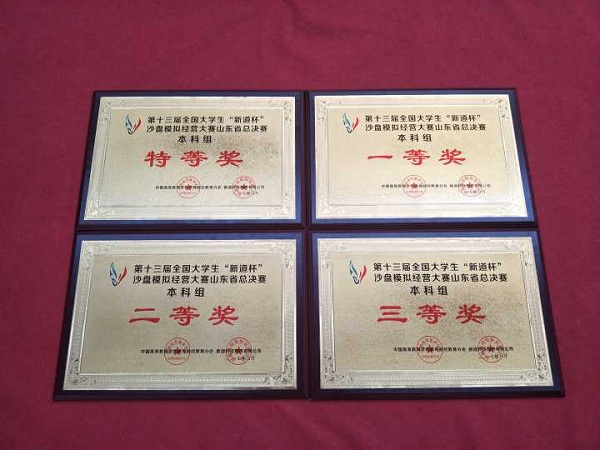 第十三届全国大学生“新道杯”
沙盘模拟经营大赛山东省总决赛
本科组
特等奖
第十三届全国大学生“新道杯”
沙盘模拟经营大赛山东省总决赛
本科组
一等奖
第十三届全国大学生“新道杯”
沙盘模拟经营大赛山东省总决赛
本科组
二等奖
第十三届全国大学生“新道杯”
沙盘模拟经营大赛山东省总决赛
本科组
三等奖